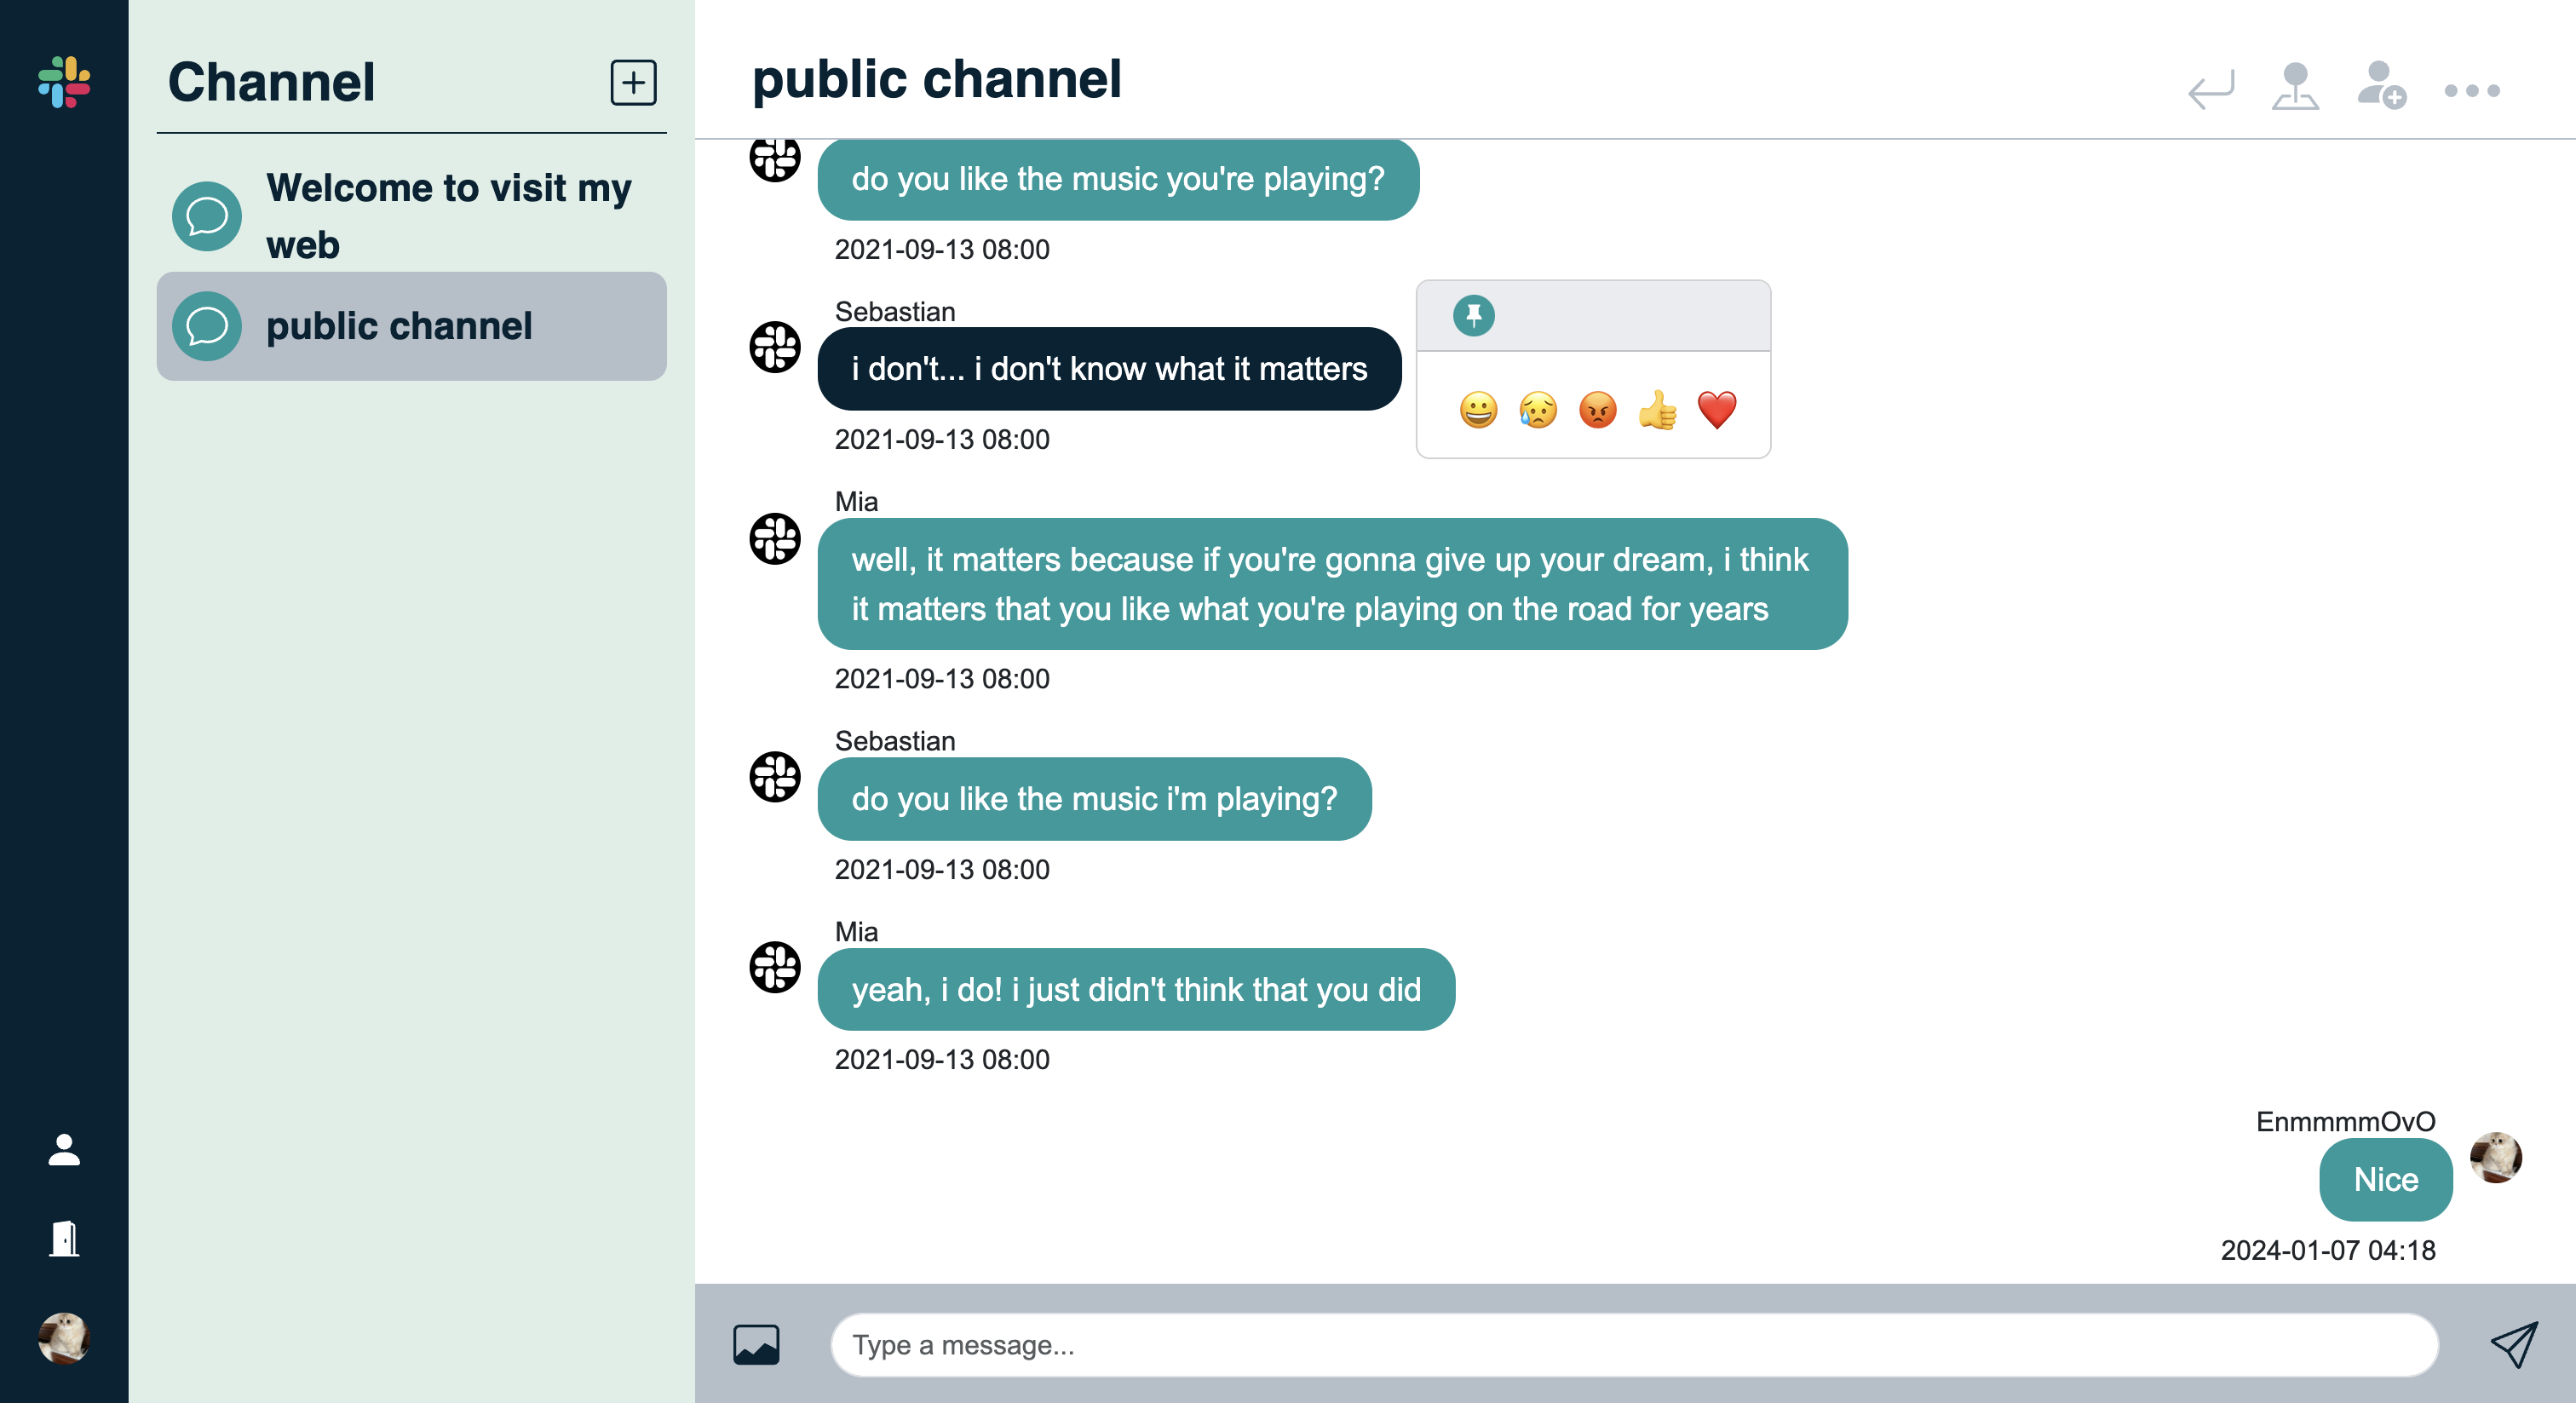 Channel
Welcome to visit my
web
public channel
public channel
do you like the music you're playing?
2021-09-13 08:00
Sebastian
i don't... i don't know what it matters
2021-09-13 08:00
Mia
well, it matters because if you're gonna give up your dream, i think
it matters that you like what you're playing on the road for years
2021-09-13 08:00
Sebastian
do you like the music i'm playing?
2021-09-13 08:00
Mia
yeah, i do! i just didn't think that you did
2021-09-13 08:00
EnmmmmOvO
Nice
2024-01-07 04:18
Type a message...